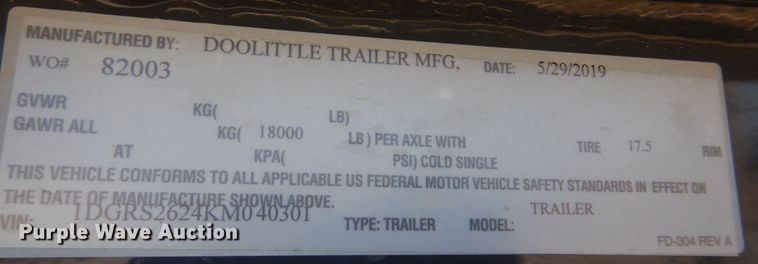 MANUFACTURED BY: DOOLITTLE TRAILER MFG, DATE: 5/29/2019
WO# 82003
GVWR KG( LB)
GAWR ALL KG( 18000 LB) PER AXLE WITH TIRE 17.5 RIM
AT KPA( PSI) COLD SINGLE
THIS VEHICLE CONFORMS TO ALL APPLICABLE US FEDERAL MOTOR VEHICLE SAFETY STANDARDS IN EFFECT ON
THE DATE OF MANUFACTURE SHOWN ABOVE.
VIN: 1DGRS2624KM040301 TYPE: TRAILER MODEL: TRAILER
FD-304 REV A
Purple Wave Auction